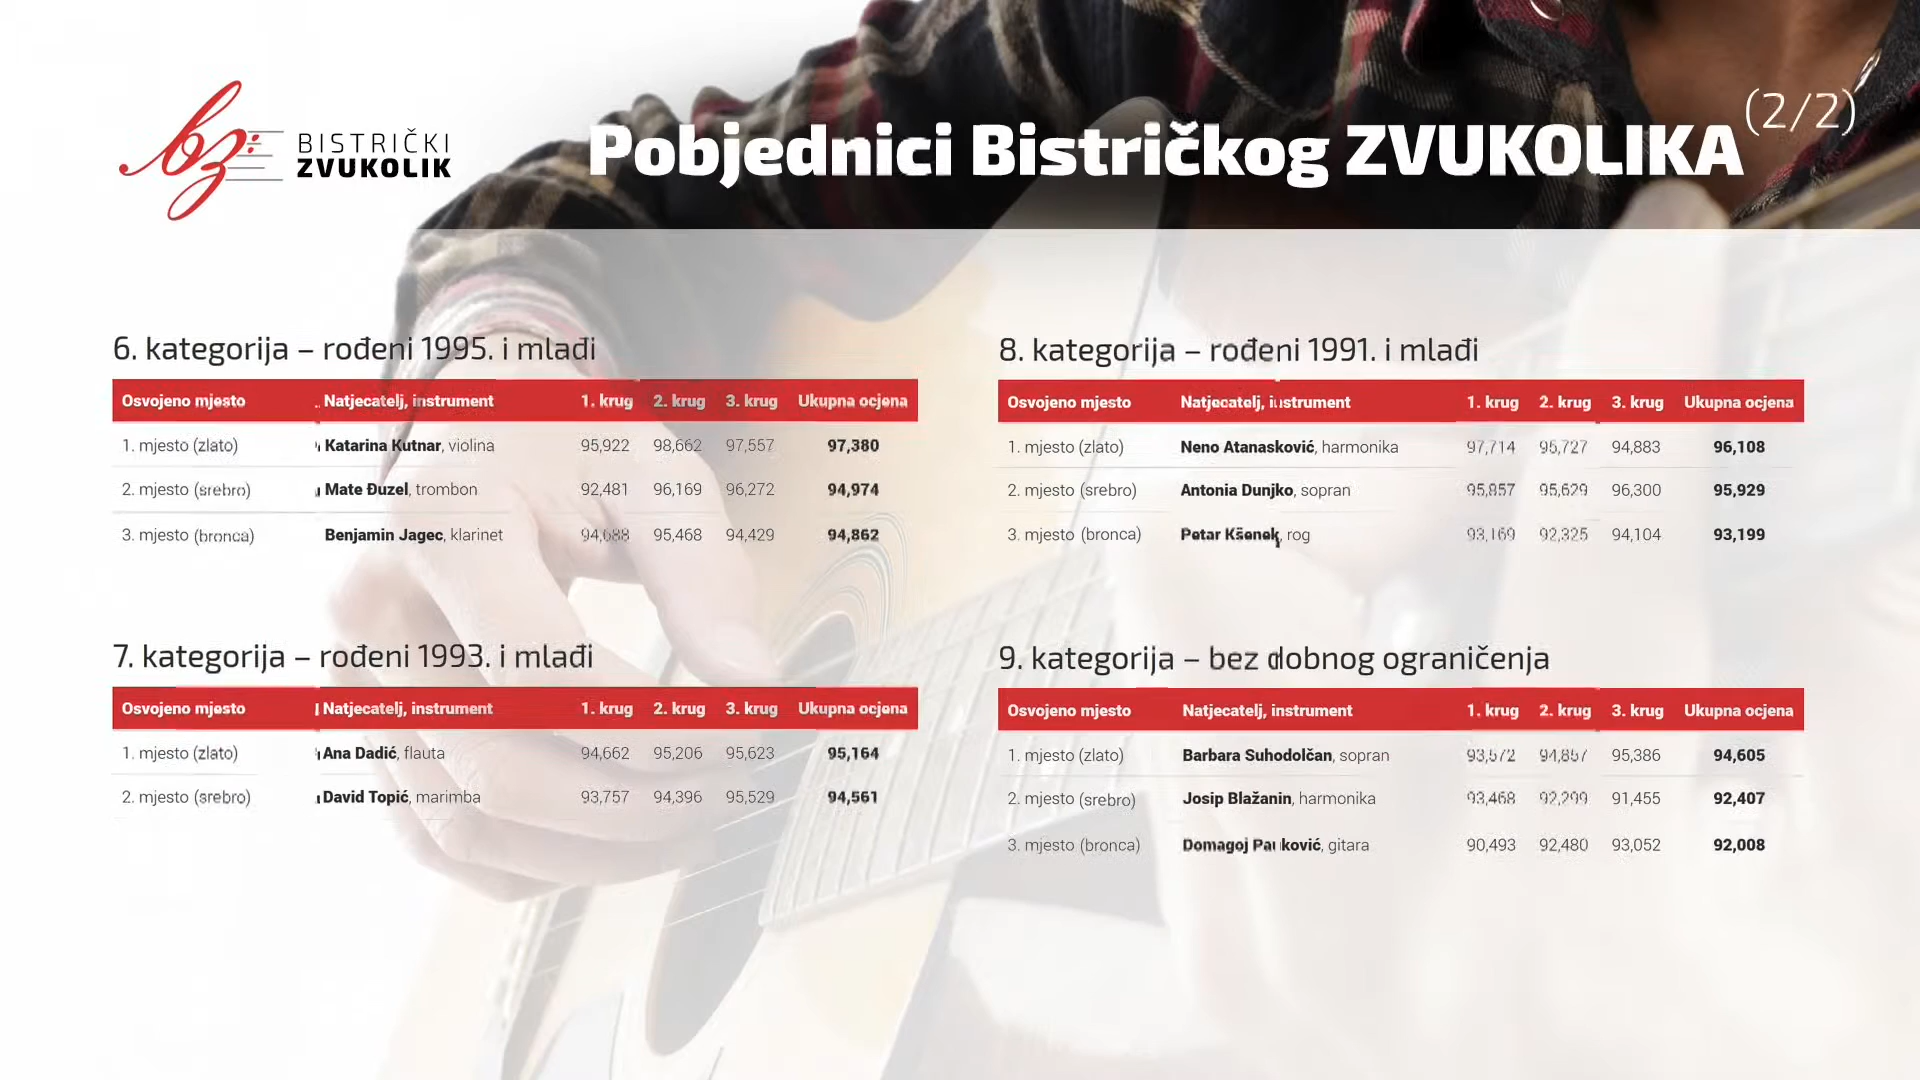 BISTRIČKI
ZVUKOLIK
Pobjednici Bistričkog ZVUKOLIKA (2/2)
6. kategorija – rođeni 1995. i mlađi
Osvojeno mjesto Natjecatelj, instrument 1. krug 2. krug 3. krug Ukupna ocjena
1. mjesto (zlato) Katarina Kutnar, violina 95,922 98,662 97,557 97,380
2. mjesto (srebro) Mate Đuzel, trombon 92,481 96,169 96,272 94,974
3. mjesto (bronca) Benjamin Jagec, klarinet 94,688 95,468 94,429 94,862
7. kategorija – rođeni 1993. i mlađi
Osvojeno mjesto Natjecatelj, instrument 1. krug 2. krug 3. krug Ukupna ocjena
1. mjesto (zlato) Ana Dadić, flauta 94,662 95,206 95,623 95,164
2. mjesto (srebro) David Topić, marimba 93,757 94,396 95,529 94,561
8. kategorija – rođeni 1991. i mlađi
Osvojeno mjesto Natjecatelj, instrument 1. krug 2. krug 3. krug Ukupna ocjena
1. mjesto (zlato) Neno Atanasković, harmonika 97,714 95,727 94,883 96,108
2. mjesto (srebro) Antonia Dunjko, sopran 95,857 95,629 96,300 95,929
3. mjesto (bronca) Petar Kšenek, rog 93,169 92,325 94,104 93,199
9. kategorija – bez dobnog ograničenja
Osvojeno mjesto Natjecatelj, instrument 1. krug 2. krug 3. krug Ukupna ocjena
1. mjesto (zlato) Barbara Suhodolčan, sopran 93,572 94,857 95,386 94,605
2. mjesto (srebro) Josip Blažanin, harmonika 93,468 92,299 91,455 92,407
3. mjesto (bronca) Domagoj Pauković, gitara 90,493 92,480 93,052 92,008